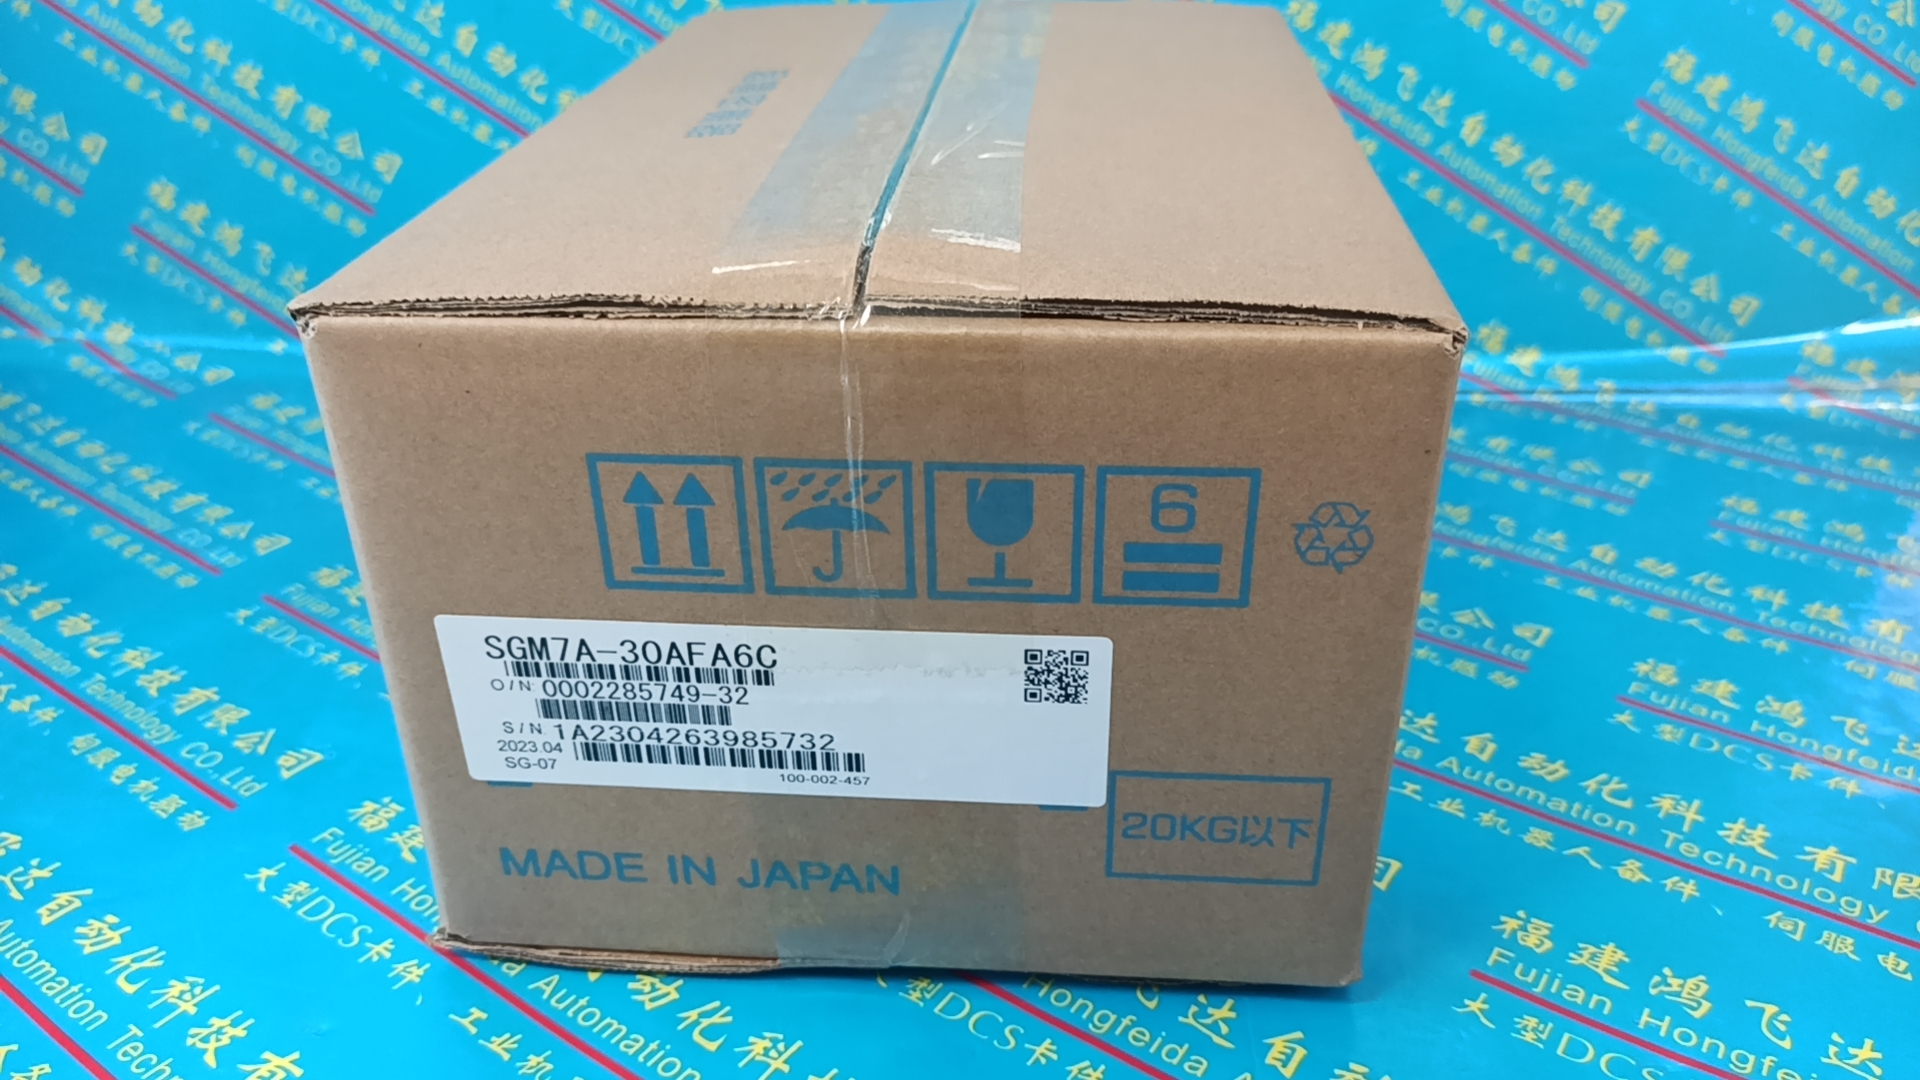 6
SGM7A-30AFA6C
O/N 0002285749-32
S/N 1A2304263985732
2023.04
SG-07
100-002-457
20KG以下
MADE IN JAPAN
福建鸿飞达自动化科技有限公司
Fujian Hongfeida Automation Technology CO.,Ltd
大型DCS卡件、工业机器人备件、伺服电机驱动